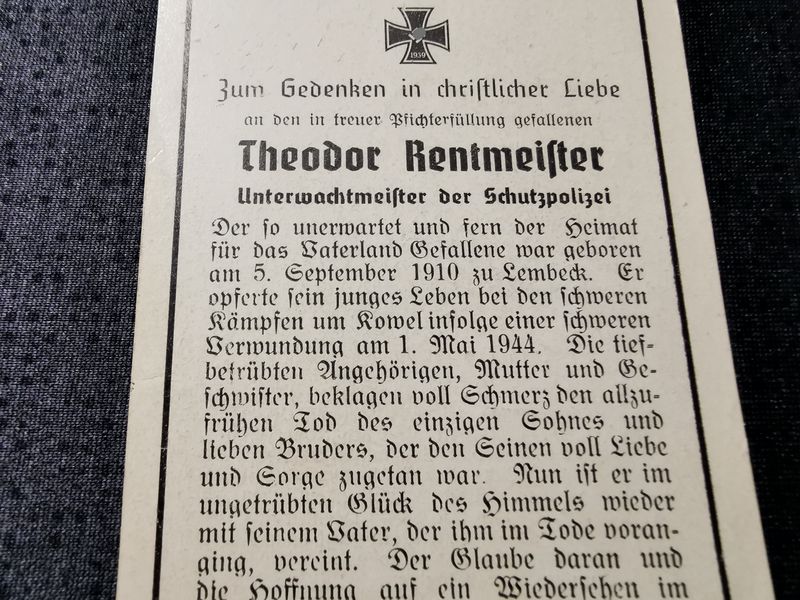 1939
Zum Gedenken in christlicher Liebe
an den in treuer Pflichterfüllung gefallenen
Theodor Rentmeister
Unterwachtmeister der Schutzpolizei
Der so unerwartet und fern der Heimat
für das Vaterland Gefallene war geboren
am 5. September 1910 zu Lembeck. Er
opferte sein junges Leben bei den schweren
Kämpfen um Kowel infolge einer schweren
Verwundung am 1. Mai 1944. Die tief-
betrübten Angehörigen, Mutter und Ge-
schwister, beklagen voll Schmerz den allzu-
frühen Tod des einzigen Sohnes und
lieben Bruders, der den Seinen voll Liebe
und Sorge zugetan war. Nun ist er im
ungetrübten Glück des Himmels wieder
mit seinem Vater, der ihm im Tode voran-
ging, vereint. Der Glaube daran und
die Hoffnung auf ein Wiedersehen im